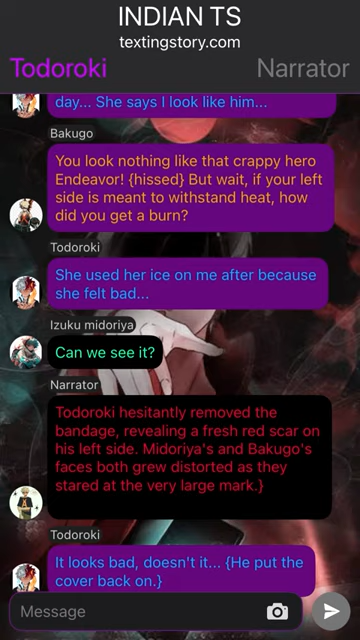 INDIAN TS
textingstory.com
Todoroki
Narrator
day... She says I look like him...
Bakugo
You look nothing like that crappy hero
Endeavor! {hissed} But wait, if your left
side is meant to withstand heat, how
did you get a burn?
Todoroki
She used her ice on me after because
she felt bad...
Izuku midoriya
Can we see it?
Narrator
Todoroki hesitantly removed the
bandage, revealing a fresh red scar on
his left side. Midoriya's and Bakugo's
faces both grew distorted as they
stared at the very large mark.}
Todoroki
It looks bad, doesn't it... {He put the
cover back on.}
Message